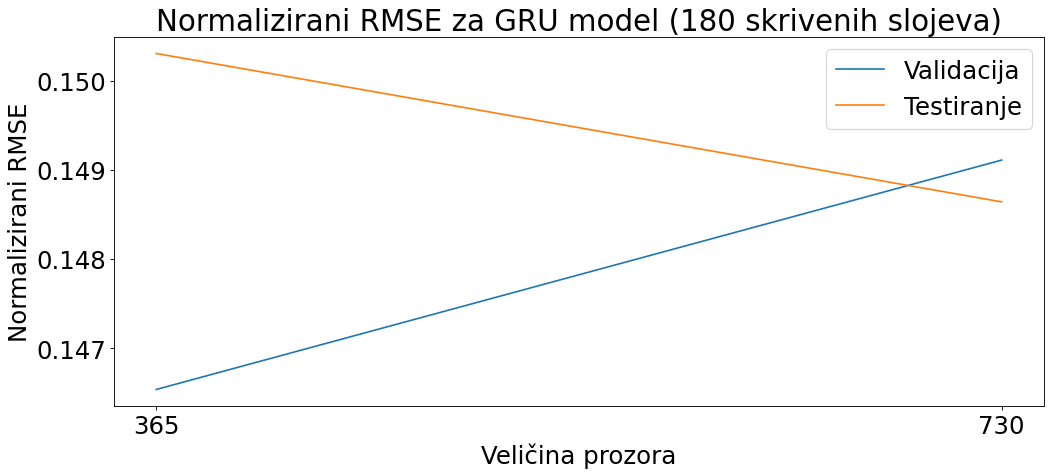 Normalizirani RMSE za GRU model (180 skrivenih slojeva)
Validacija
Testiranje
Normalizirani RMSE
0.150
0.149
0.148
0.147
365
730
Veličina prozora